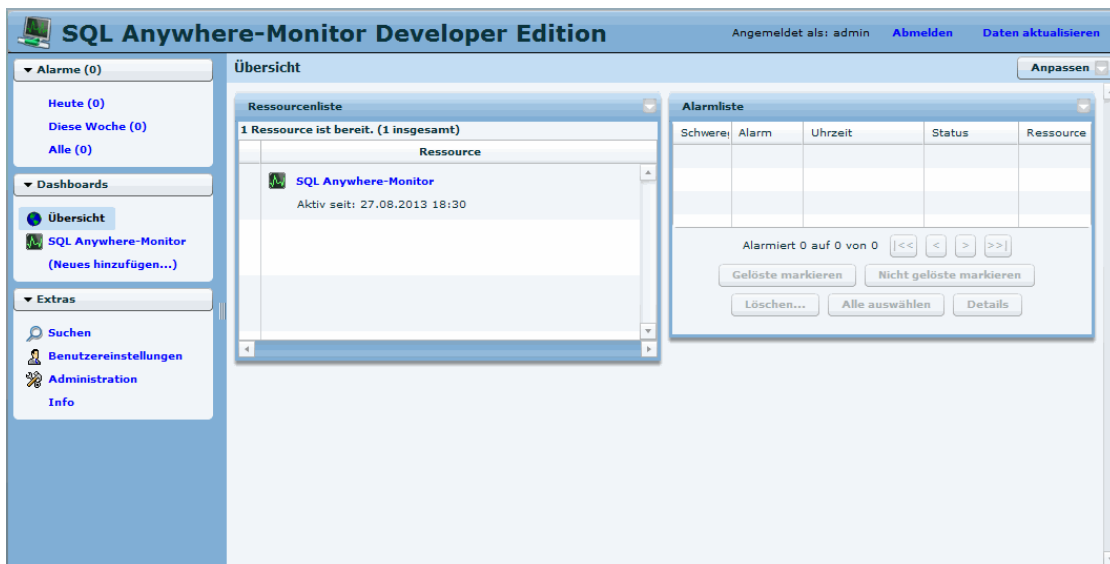 SQL Anywhere-Monitor Developer Edition
Angemeldet als: admin Abmelden Daten aktualisieren
Alarme (0)
Heute (0)
Diese Woche (0)
Alle (0)
Dashboards
Übersicht
SQL Anywhere-Monitor
(Neues hinzufügen...)
Extras
Suchen
Benutzereinstellungen
Administration
Info
Übersicht
Anpassen
Ressourcenliste
1 Ressource ist bereit. (1 insgesamt)
Ressource
SQL Anywhere-Monitor
Aktiv seit: 27.08.2013 18:30
Alarmliste
Alarm Uhrzeit Status Ressource
Alarmiert 0 auf 0 von 0 |<< < > >>|
Gelöste markieren Nicht gelöste markieren
Löschen... Alle auswählen Details